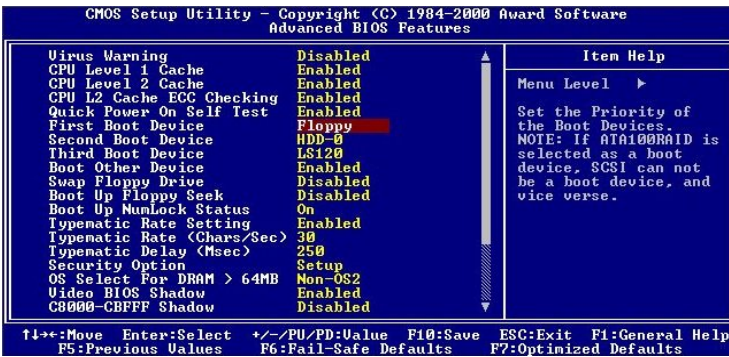 CMOS Setup Utility – Copyright (C) 1984-2000 Award Software
Advanced BIOS Features
Virus Warning Disabled
CPU Level 1 Cache Enabled
CPU Level 2 Cache Enabled
CPU L2 Cache ECC Checking Enabled
Quick Power On Self Test Enabled
First Boot Device Floppy
Second Boot Device HDD-0
Third Boot Device LS120
Boot Other Device Enabled
Swap Floppy Drive Disabled
Boot Up Floppy Seek Disabled
Boot Up NumLock Status On
Typematic Rate Setting Enabled
Typematic Rate (Chars/Sec) 30
Typematic Delay (Msec) 250
Security Option Setup
OS Select For DRAM > 64MB Non-OS2
Video BIOS Shadow Enabled
C8000-CBFFF Shadow Disabled
Item Help
Menu Level ►
Set the Priority of
the Boot Devices.
NOTE: If ATA100RAID is
selected as a boot
device, SCSI can not
be a boot device, and
vice verse.
↑↓→←:Move Enter:Select +/-/PU/PD:Value F10:Save ESC:Exit F1:General Help
F5:Previous Values F6:Fail-Safe Defaults F7:Optimized Defaults